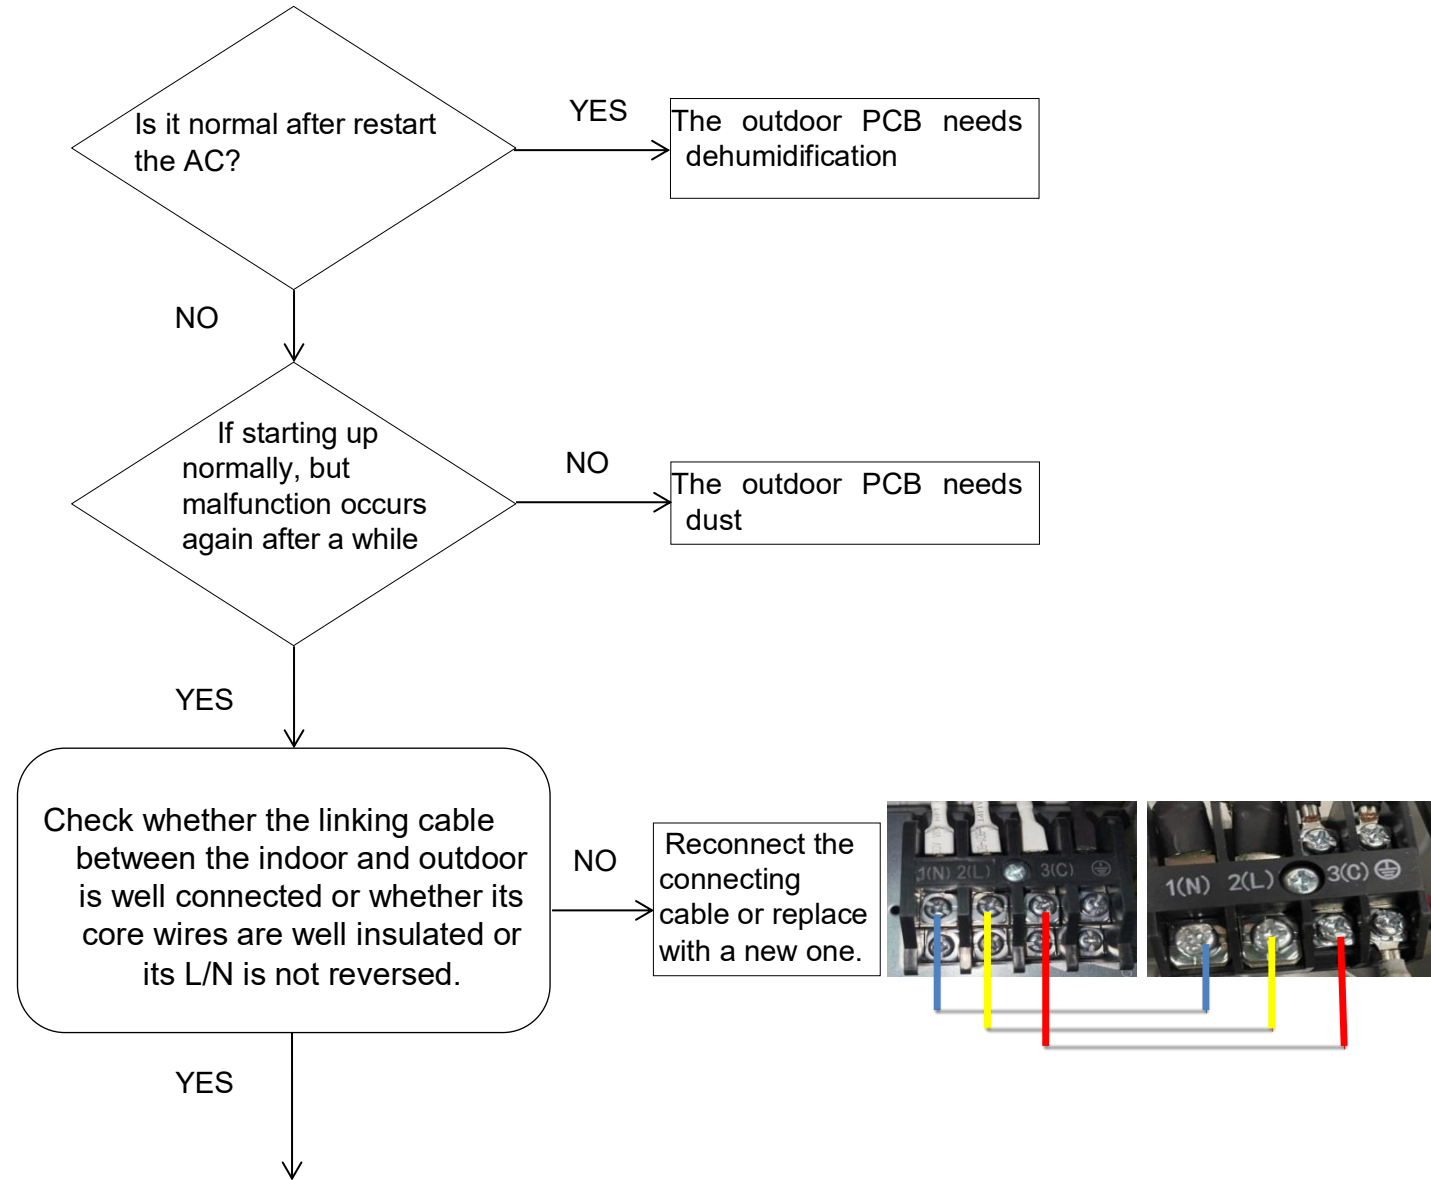 Is it normal after restart
the AC?
YES
The outdoor PCB needs
dehumidification
NO
If starting up
normally, but
malfunction occurs
again after a while
NO
The outdoor PCB needs
dust
YES
Check whether the linking cable
between the indoor and outdoor
is well connected or whether its
core wires are well insulated or
its L/N is not reversed.
NO
Reconnect the
connecting
cable or replace
with a new one.
1(N) 2(L) 3(C)
1(N) 2(L) 3(C)
YES